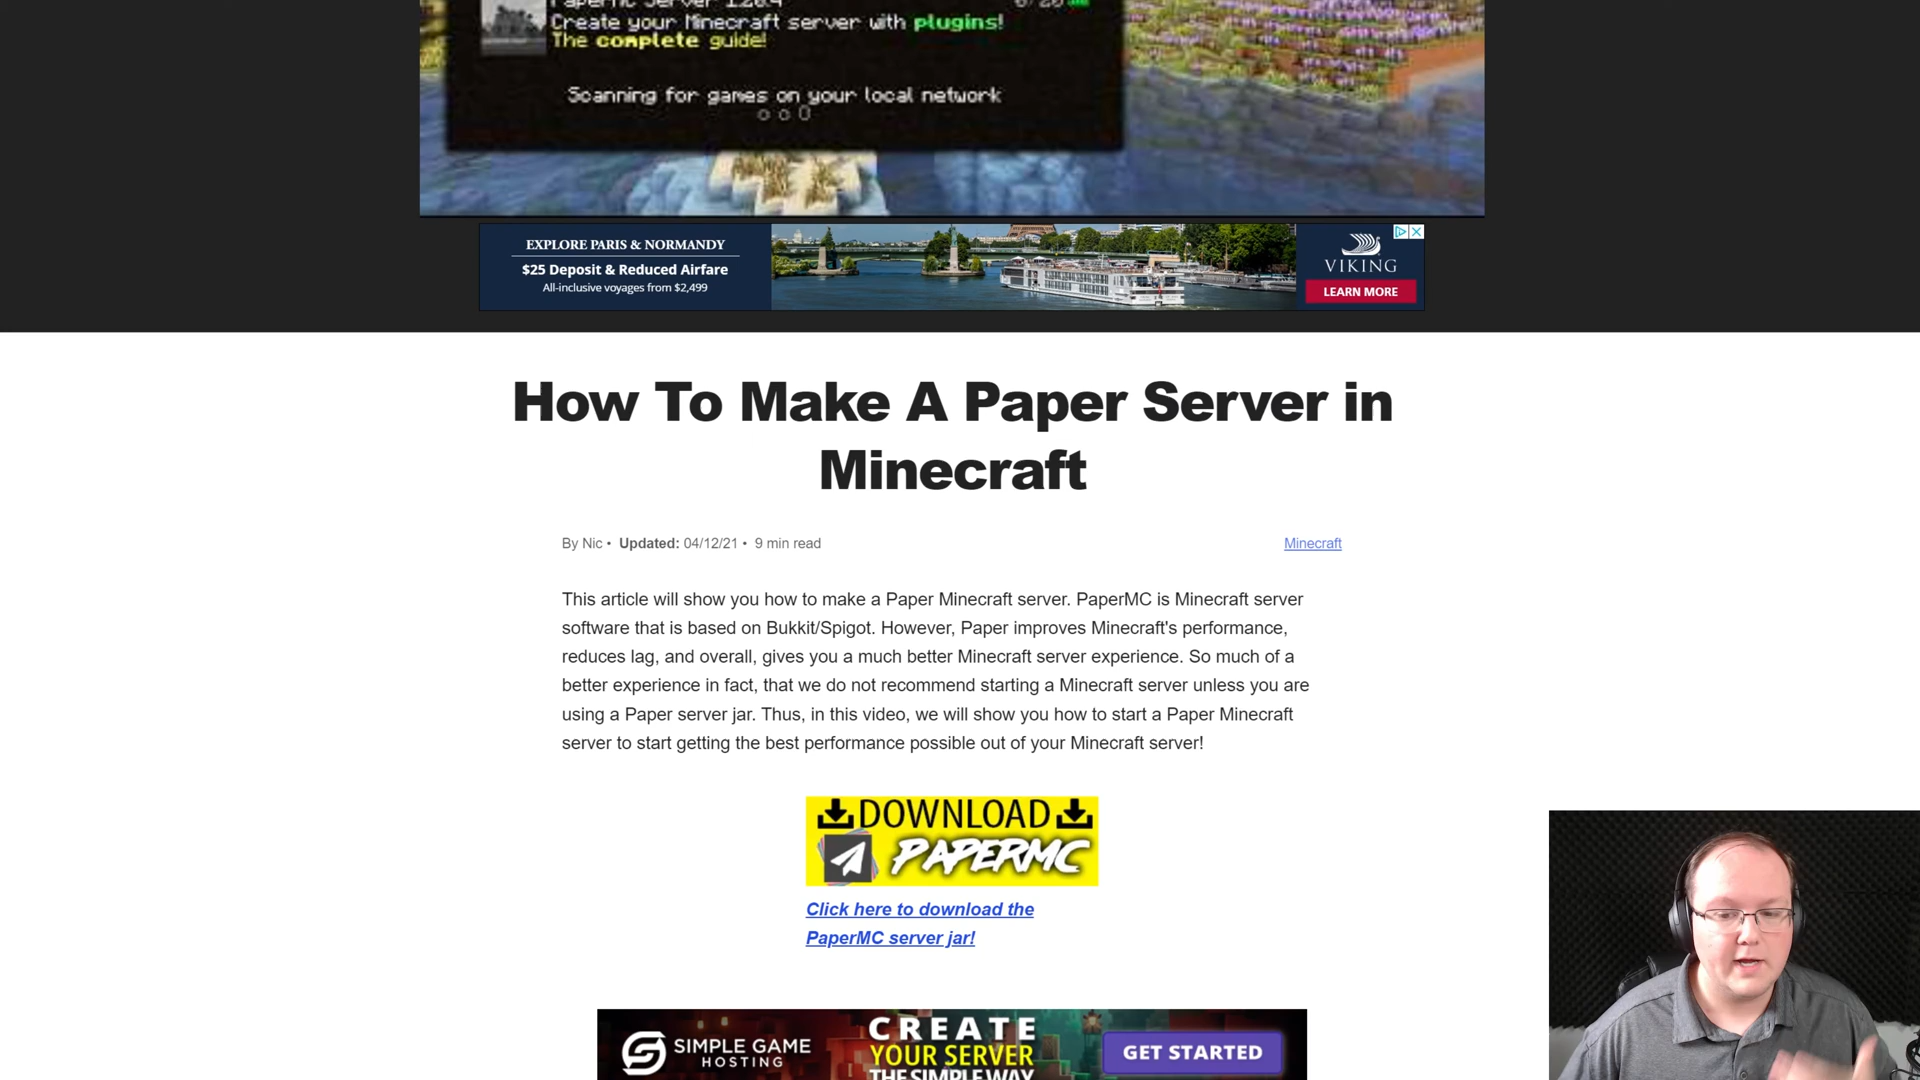 PaperMC Server 1.20.4
Create your Minecraft server with plugins!
The complete guide!
Scanning for games on your local network
EXPLORE PARIS & NORMANDY
$25 Deposit & Reduced Airfare
All-inclusive voyages from $2,499
VIKING
LEARN MORE
How To Make A Paper Server in
Minecraft
By Nic • Updated: 04/12/21 • 9 min read
Minecraft
This article will show you how to make a Paper Minecraft server. PaperMC is Minecraft server
software that is based on Bukkit/Spigot. However, Paper improves Minecraft's performance,
reduces lag, and overall, gives you a much better Minecraft server experience. So much of a
better experience in fact, that we do not recommend starting a Minecraft server unless you are
using a Paper server jar. Thus, in this video, we will show you how to start a Paper Minecraft
server to start getting the best performance possible out of your Minecraft server!
DOWNLOAD
PAPERMC
Click here to download the
PaperMC server jar!
SIMPLE GAME
HOSTING
CREATE
YOUR SERVER
THE SIMPLE WAY
GET STARTED